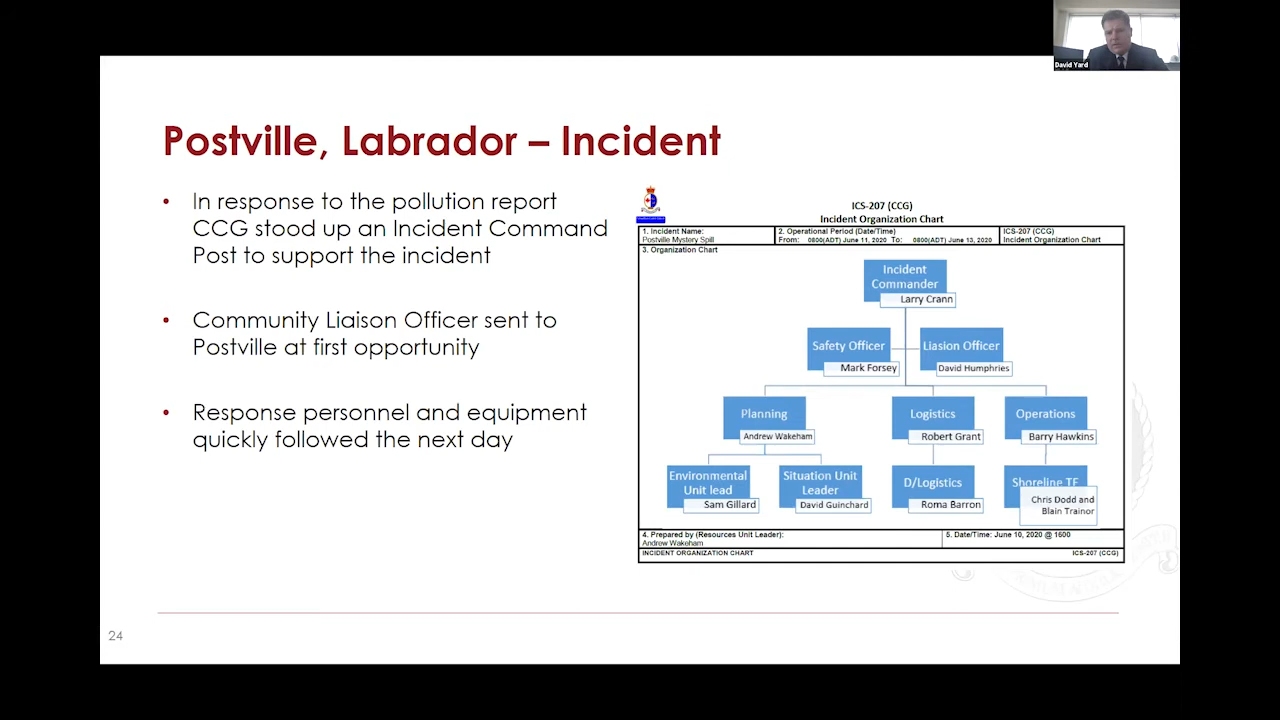 David Yard
Postville, Labrador – Incident
• In response to the pollution report
CCG stood up an Incident Command
Post to support the incident
• Community Liaison Officer sent to
Postville at first opportunity
• Response personnel and equipment
quickly followed the next day
ICS-207 (CCG)
Incident Organization Chart
1. Incident Name:
Postville Mystery Spill
2. Operational Period (Date/Time)
From: 0800(ADT) June 11, 2020 To: 0800(ADT) June 13, 2020
ICS-207 (CCG)
Incident Organization Chart
3. Organization Chart
Incident
Commander
Larry Crann
Safety Officer
Mark Forsey
Liasion Officer
David Humphries
Planning
Andrew Wakeham
Logistics
Robert Grant
Operations
Barry Hawkins
Environmental
Unit lead
Sam Gillard
Situation Unit
Leader
David Guinchard
D/Logistics
Roma Barron
Shoreline TF
Chris Dodd and
Blain Trainor
4. Prepared by (Resources Unit Leader):
Andrew Wakeham
5. Date/Time: June 10, 2020 @ 1600
INCIDENT ORGANIZATION CHART
ICS-207 (CCG)
24